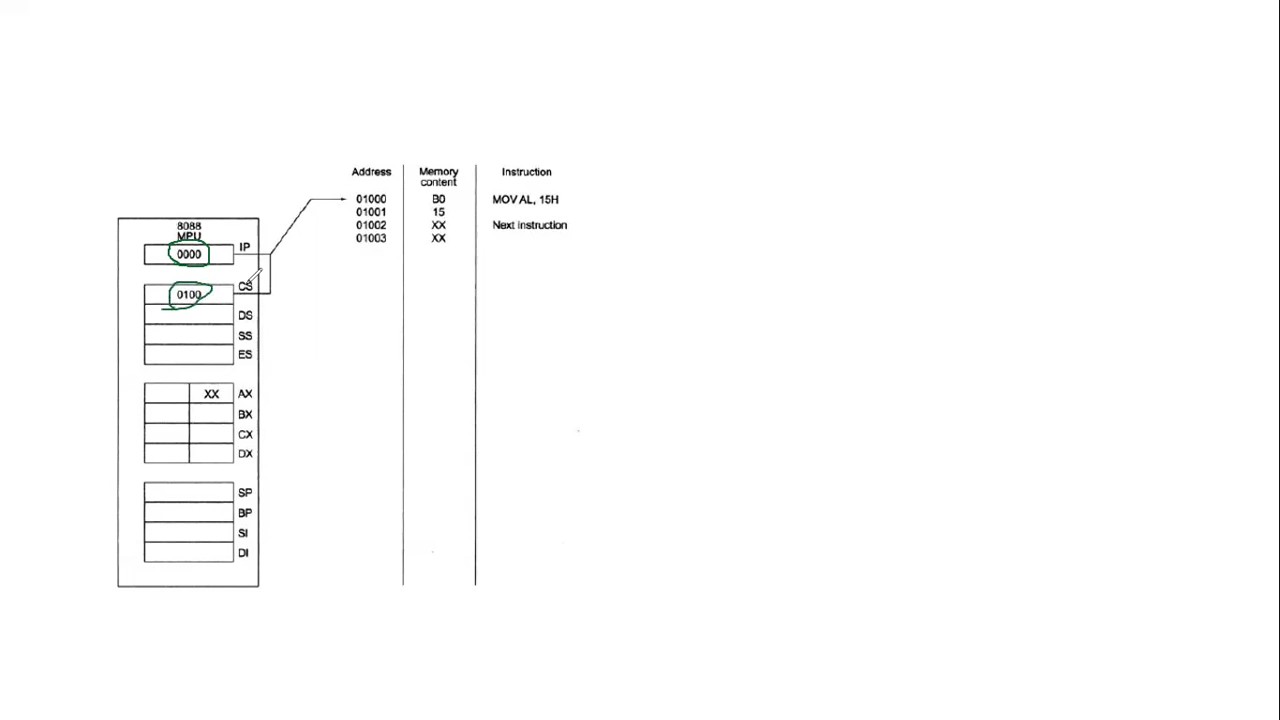 Address Memory content Instruction
01000 B0 MOV AL, 15H
01001 15
01002 XX Next instruction
01003 XX
8088
MPU
0000 IP
0100 CS
DS
SS
ES
XX AX
BX
CX
DX
SP
BP
SI
DI